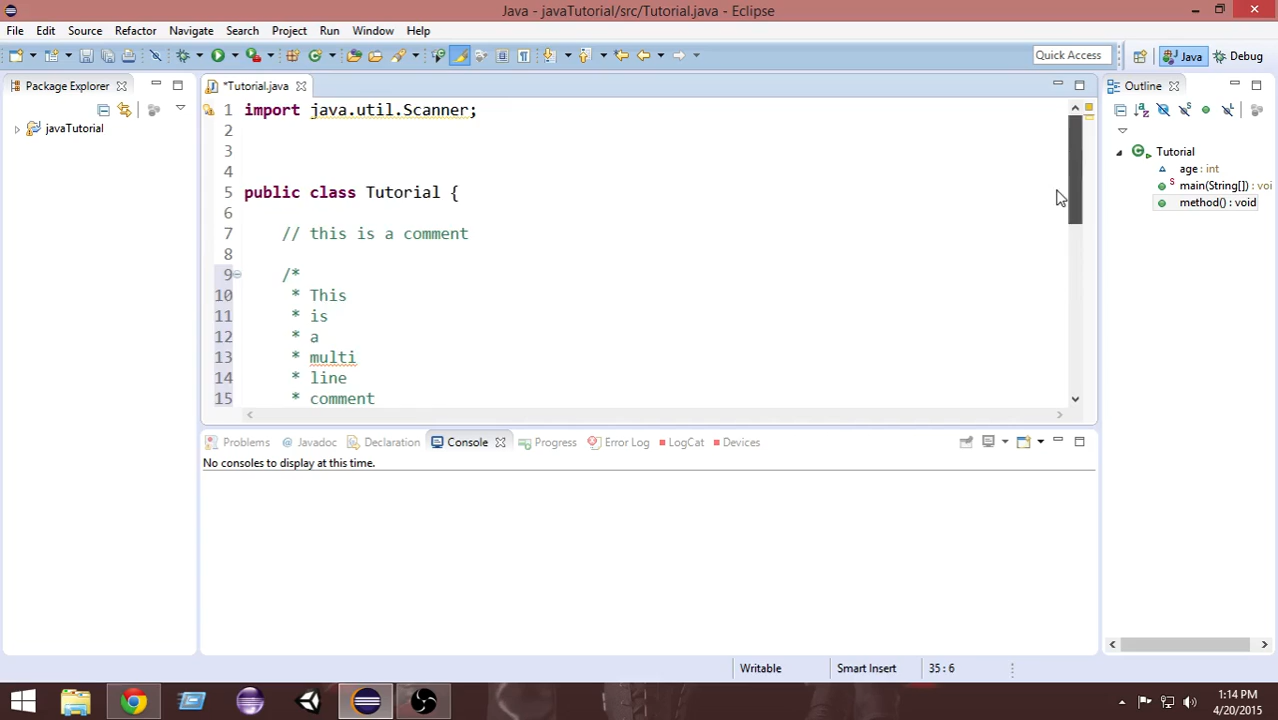 Java - javaTutorial/src/Tutorial.java - Eclipse
File Edit Source Refactor Navigate Search Project Run Window Help
Quick Access
Java
Debug
Package Explorer
javaTutorial
*Tutorial.java
1 import java.util.Scanner;
2
3
4
5 public class Tutorial {
6
7 // this is a comment
8
9 /*
10 * This
11 * is
12 * a
13 * multi
14 * line
15 * comment
Outline
Tutorial
age : int
main(String[]) : voi
method() : void
Problems Javadoc Declaration Console Progress Error Log LogCat Devices
No consoles to display at this time.
Writable Smart Insert 35 : 6
1:14 PM
4/20/2015